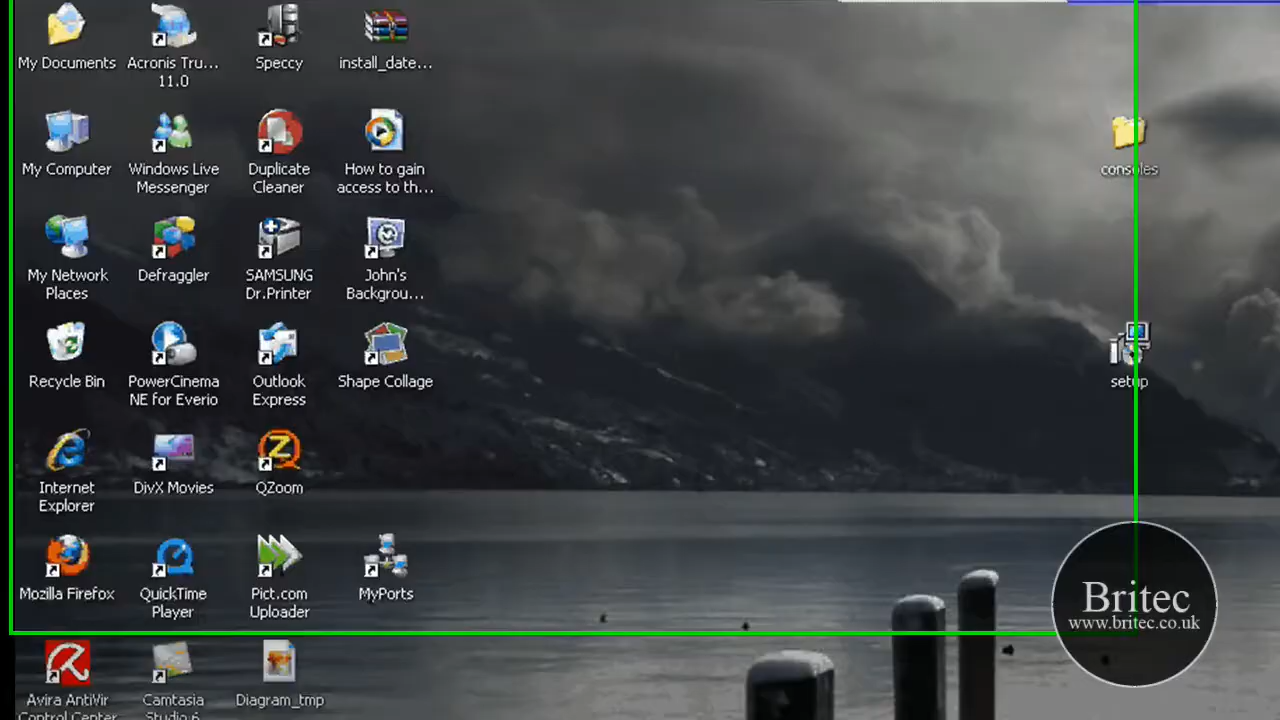 My Documents
Acronis Tru...
11.0
Speccy
install_date...
My Computer
Windows Live
Messenger
Duplicate
Cleaner
How to gain
access to th...
consoles
My Network
Places
Defraggler
SAMSUNG
Dr.Printer
John's
Backgrou...
Recycle Bin
PowerCinema
NE for Everio
Outlook
Express
Shape Collage
setup
Internet
Explorer
DivX Movies
QZoom
Mozilla Firefox
QuickTime
Player
Pict.com
Uploader
MyPorts
Britec
www.britec.co.uk
Avira AntiVir
Control Center
Camtasia
Studio 6
Diagram_tmp